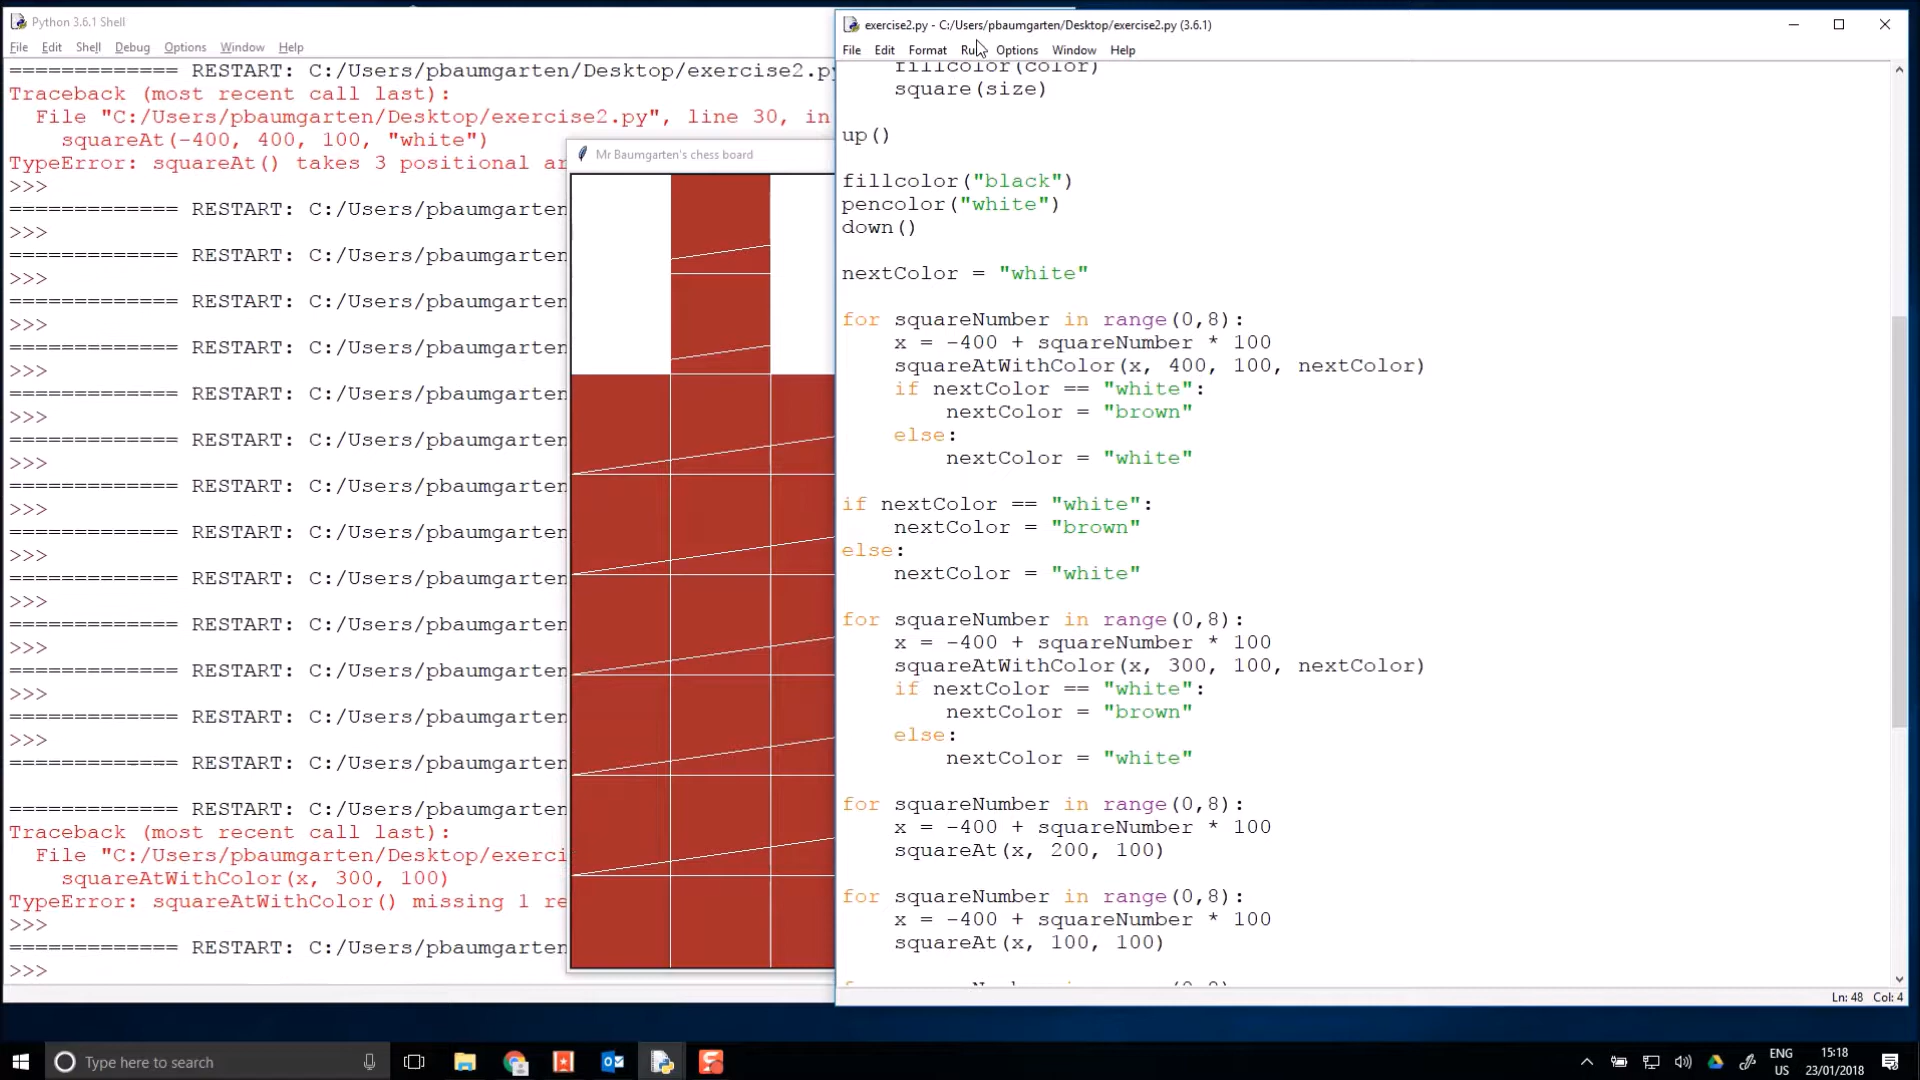 Python 3.6.1 Shell
File Edit Shell Debug Options Window Help
============= RESTART: C:/Users/pbaumgarten/Desktop/exercise2.py
Traceback (most recent call last):
File "C:/Users/pbaumgarten/Desktop/exercise2.py", line 30, in
squareAt(-400, 400, 100, "white")
TypeError: squareAt() takes 3 positional ar
>>>
============= RESTART: C:/Users/pbaumgarten
>>>
============= RESTART: C:/Users/pbaumgarten
>>>
============= RESTART: C:/Users/pbaumgarten
>>>
============= RESTART: C:/Users/pbaumgarten
>>>
============= RESTART: C:/Users/pbaumgarten
>>>
============= RESTART: C:/Users/pbaumgarten
>>>
============= RESTART: C:/Users/pbaumgarten
>>>
============= RESTART: C:/Users/pbaumgarten
>>>
============= RESTART: C:/Users/pbaumgarten
>>>
============= RESTART: C:/Users/pbaumgarten
>>>
============= RESTART: C:/Users/pbaumgarten
>>>
============= RESTART: C:/Users/pbaumgarten
>>>
============= RESTART: C:/Users/pbaumgarten
============= RESTART: C:/Users/pbaumgarten
Traceback (most recent call last):
File "C:/Users/pbaumgarten/Desktop/exerci
squareAtWithColor(x, 300, 100)
TypeError: squareAtWithColor() missing 1 re
>>>
============= RESTART: C:/Users/pbaumgarten
>>>
Mr Baumgarten's chess board
exercise2.py - C:/Users/pbaumgarten/Desktop/exercise2.py (3.6.1)
File Edit Format Ru Options Window Help
fillcolor(color)
square(size)
up()
fillcolor("black")
pencolor("white")
down()
nextColor = "white"
for squareNumber in range(0,8):
x = -400 + squareNumber * 100
squareAtWithColor(x, 400, 100, nextColor)
if nextColor == "white":
nextColor = "brown"
else:
nextColor = "white"
if nextColor == "white":
nextColor = "brown"
else:
nextColor = "white"
for squareNumber in range(0,8):
x = -400 + squareNumber * 100
squareAtWithColor(x, 300, 100, nextColor)
if nextColor == "white":
nextColor = "brown"
else:
nextColor = "white"
for squareNumber in range(0,8):
x = -400 + squareNumber * 100
squareAt(x, 200, 100)
for squareNumber in range(0,8):
x = -400 + squareNumber * 100
squareAt(x, 100, 100)
Ln: 48 Col: 4
Type here to search
ENG
US
15:18
23/01/2018